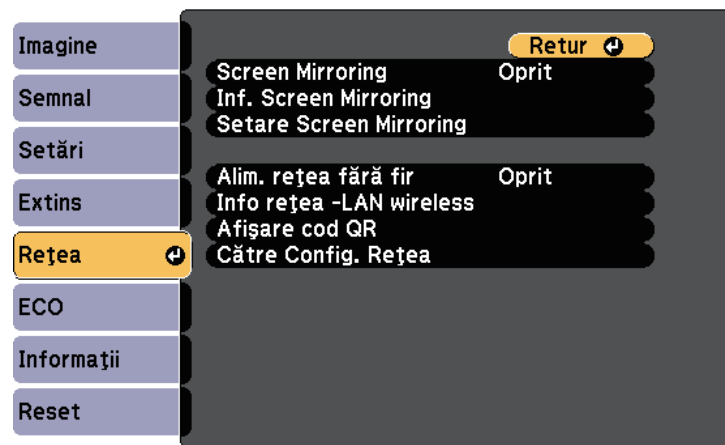 Imagine
Semnal
Setări
Extins
Reţea
ECO
Informaţii
Reset
Retur
Screen Mirroring Oprit
Inf. Screen Mirroring
Setare Screen Mirroring
Alim. reţea fără fir Oprit
Info reţea -LAN wireless
Afişare cod QR
Către Config. Reţea